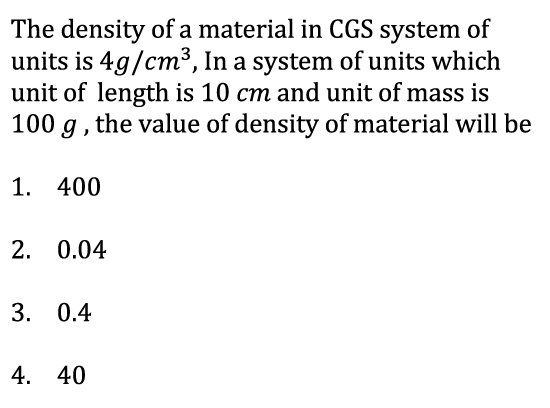 The density of a material in CGS system of
units is 4g/cm³, In a system of units which
unit of length is 10 cm and unit of mass is
100 g , the value of density of material will be
1. 400
2. 0.04
3. 0.4
4. 40